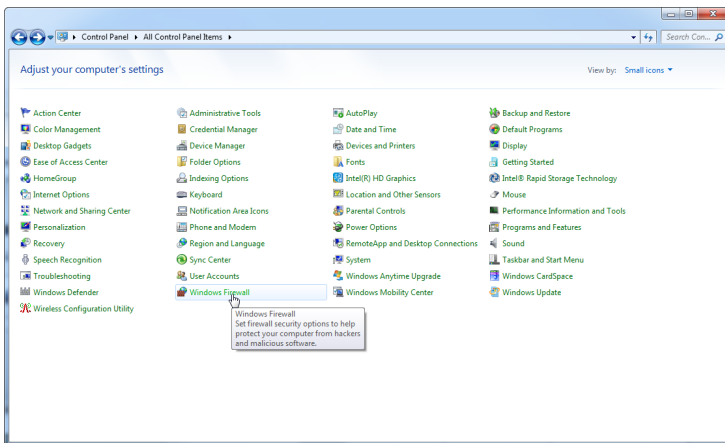 Control Panel ▸ All Control Panel Items ▸
Search Con...
Adjust your computer's settings
View by: Small icons
Action Center
Administrative Tools
AutoPlay
Backup and Restore
Color Management
Credential Manager
Date and Time
Default Programs
Desktop Gadgets
Device Manager
Devices and Printers
Display
Ease of Access Center
Folder Options
Fonts
Getting Started
HomeGroup
Indexing Options
Intel(R) HD Graphics
Intel® Rapid Storage Technology
Internet Options
Keyboard
Location and Other Sensors
Mouse
Network and Sharing Center
Notification Area Icons
Parental Controls
Performance Information and Tools
Personalization
Phone and Modem
Power Options
Programs and Features
Recovery
Region and Language
RemoteApp and Desktop Connections
Sound
Speech Recognition
Sync Center
System
Taskbar and Start Menu
Troubleshooting
User Accounts
Windows Anytime Upgrade
Windows CardSpace
Windows Defender
Windows Firewall
Windows Mobility Center
Windows Update
Wireless Configuration Utility
Windows Firewall
Set firewall security options to help
protect your computer from hackers
and malicious software.